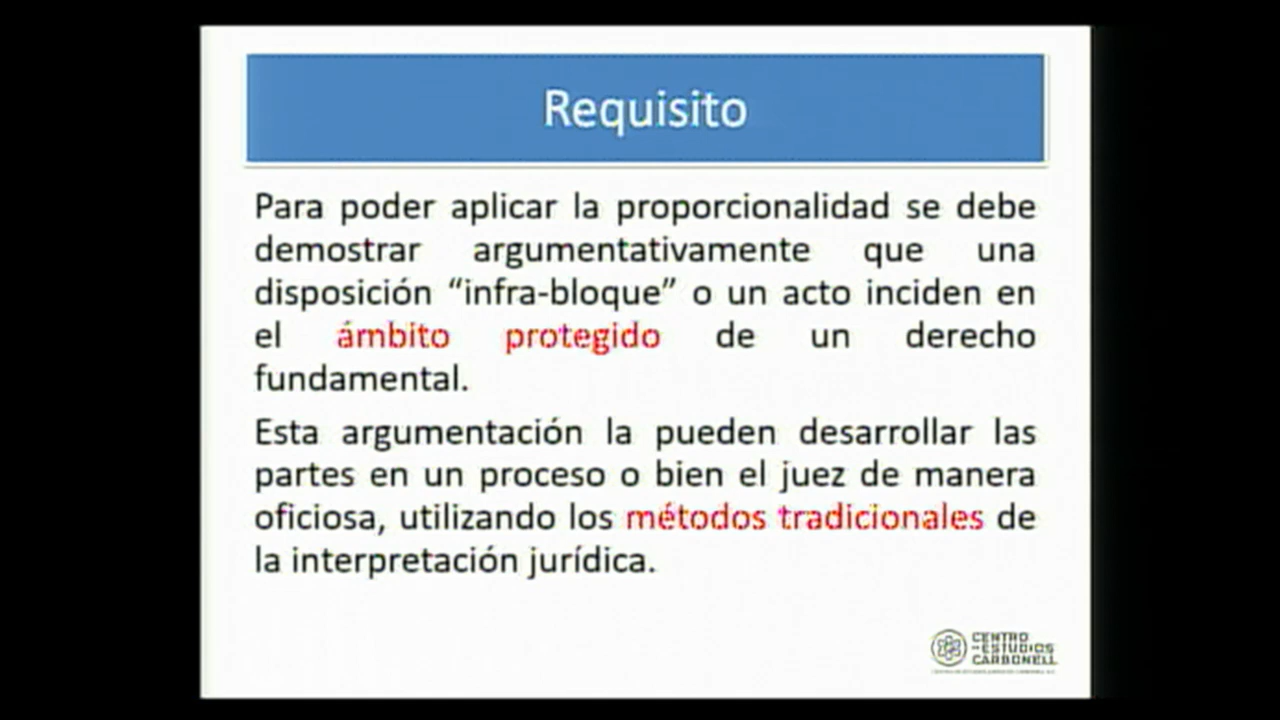 Requisito
Para poder aplicar la proporcionalidad se debe
demostrar argumentativamente que una
disposición “infra-bloque” o un acto inciden en
el ámbito protegido de un derecho
fundamental.
Esta argumentación la pueden desarrollar las
partes en un proceso o bien el juez de manera
oficiosa, utilizando los métodos tradicionales de
la interpretación jurídica.
CENTRO
DE ESTUDIOS
CARBONELL